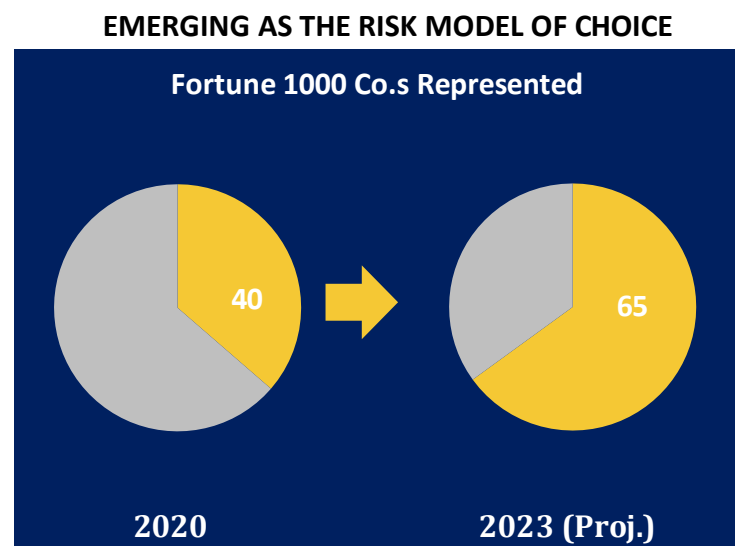 EMERGING AS THE RISK MODEL OF CHOICE
Fortune 1000 Co.s Represented
40
65
2020
2023 (Proj.)